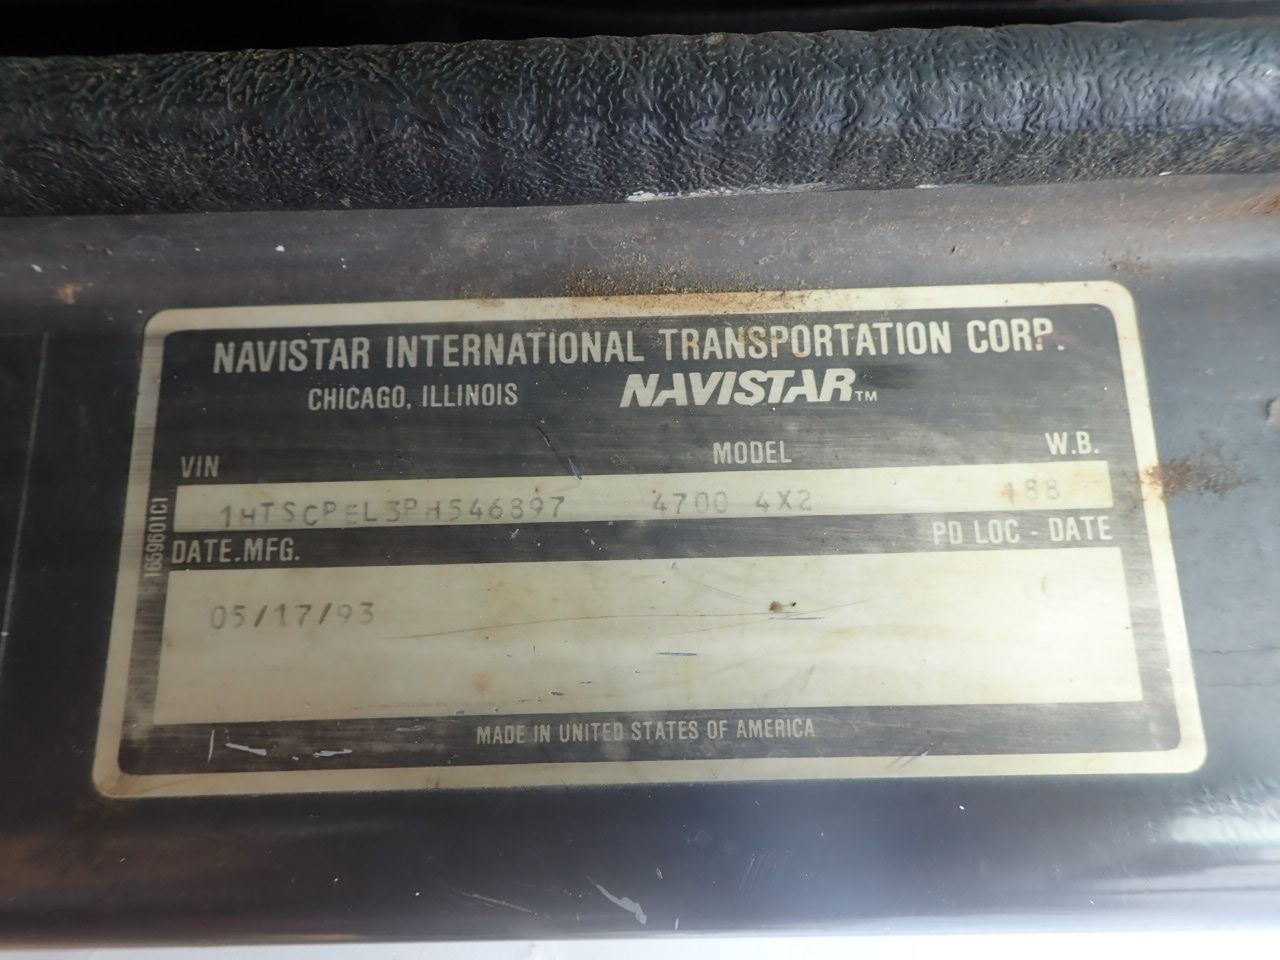 NAVISTAR INTERNATIONAL TRANSPORTATION CORP.
CHICAGO, ILLINOIS NAVISTAR™
VIN MODEL W.B.
1HTSCPEL3PH546897 4700 4X2 188
DATE.MFG. PD LOC - DATE
05/17/93
MADE IN UNITED STATES OF AMERICA
1659601C1